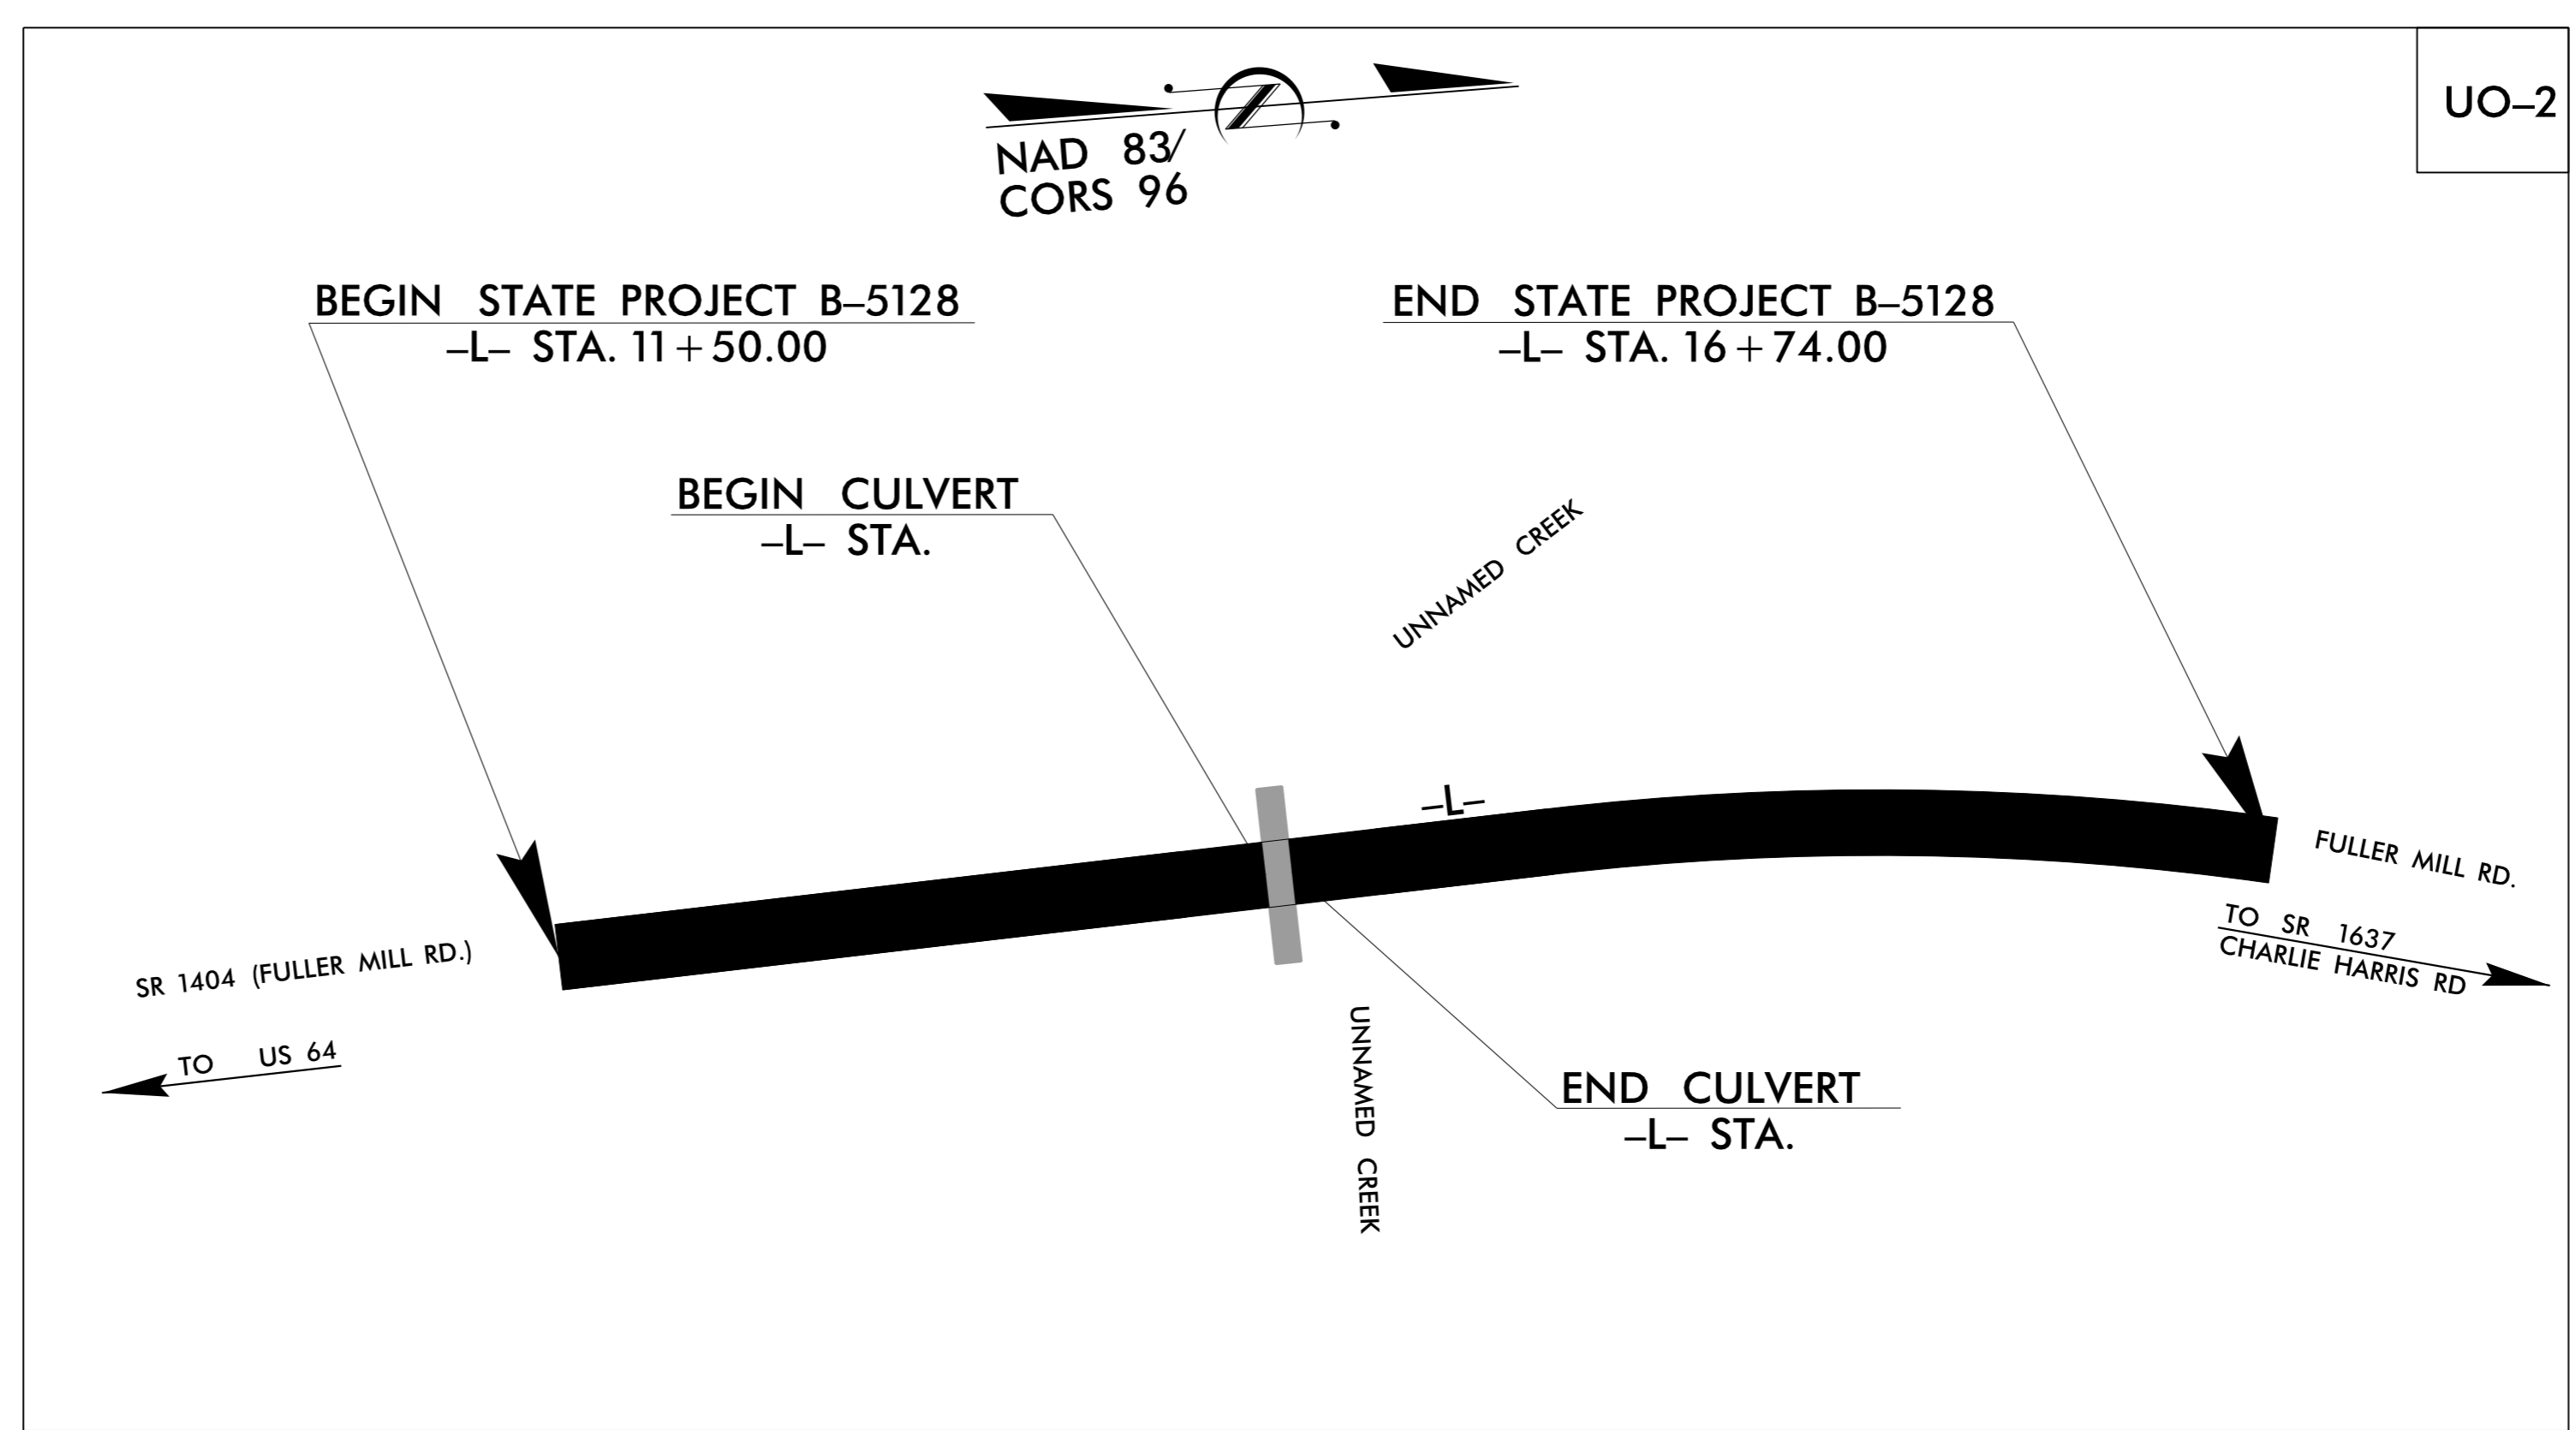 UO–2
NAD 83/
CORS 96
BEGIN STATE PROJECT B–5128
–L– STA. 11+50.00
END STATE PROJECT B–5128
–L– STA. 16+74.00
BEGIN CULVERT
–L– STA.
UNNAMED CREEK
–L–
FULLER MILL RD.
TO SR 1637
CHARLIE HARRIS RD
SR 1404 (FULLER MILL RD.)
TO US 64
UNNAMED CREEK
END CULVERT
–L– STA.